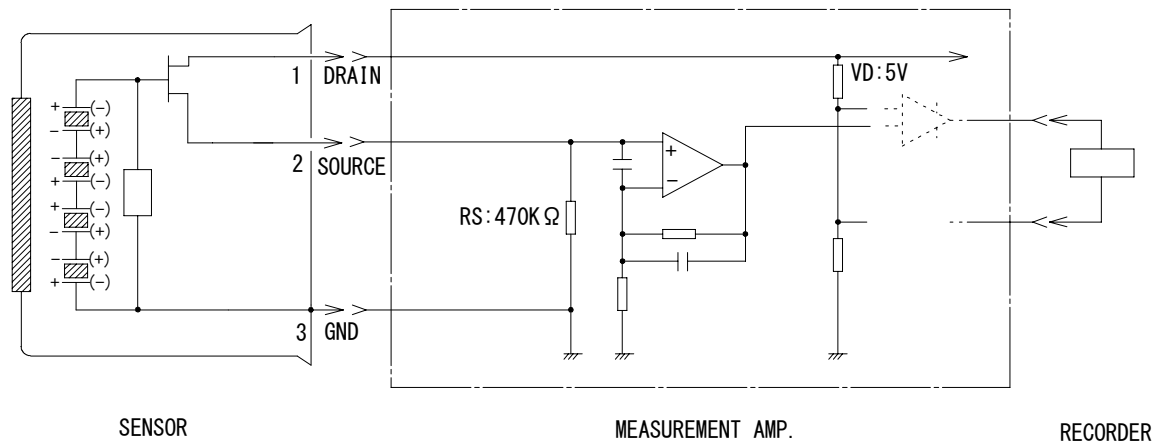 1 DRAIN
VD:5V
+ (-)
- (+)
- (+)
+ (-)
+ (-)
- (+)
- (+)
+ (-)
2 SOURCE
+
-
RS:470KΩ
3 GND
SENSOR
MEASUREMENT AMP.
RECORDER